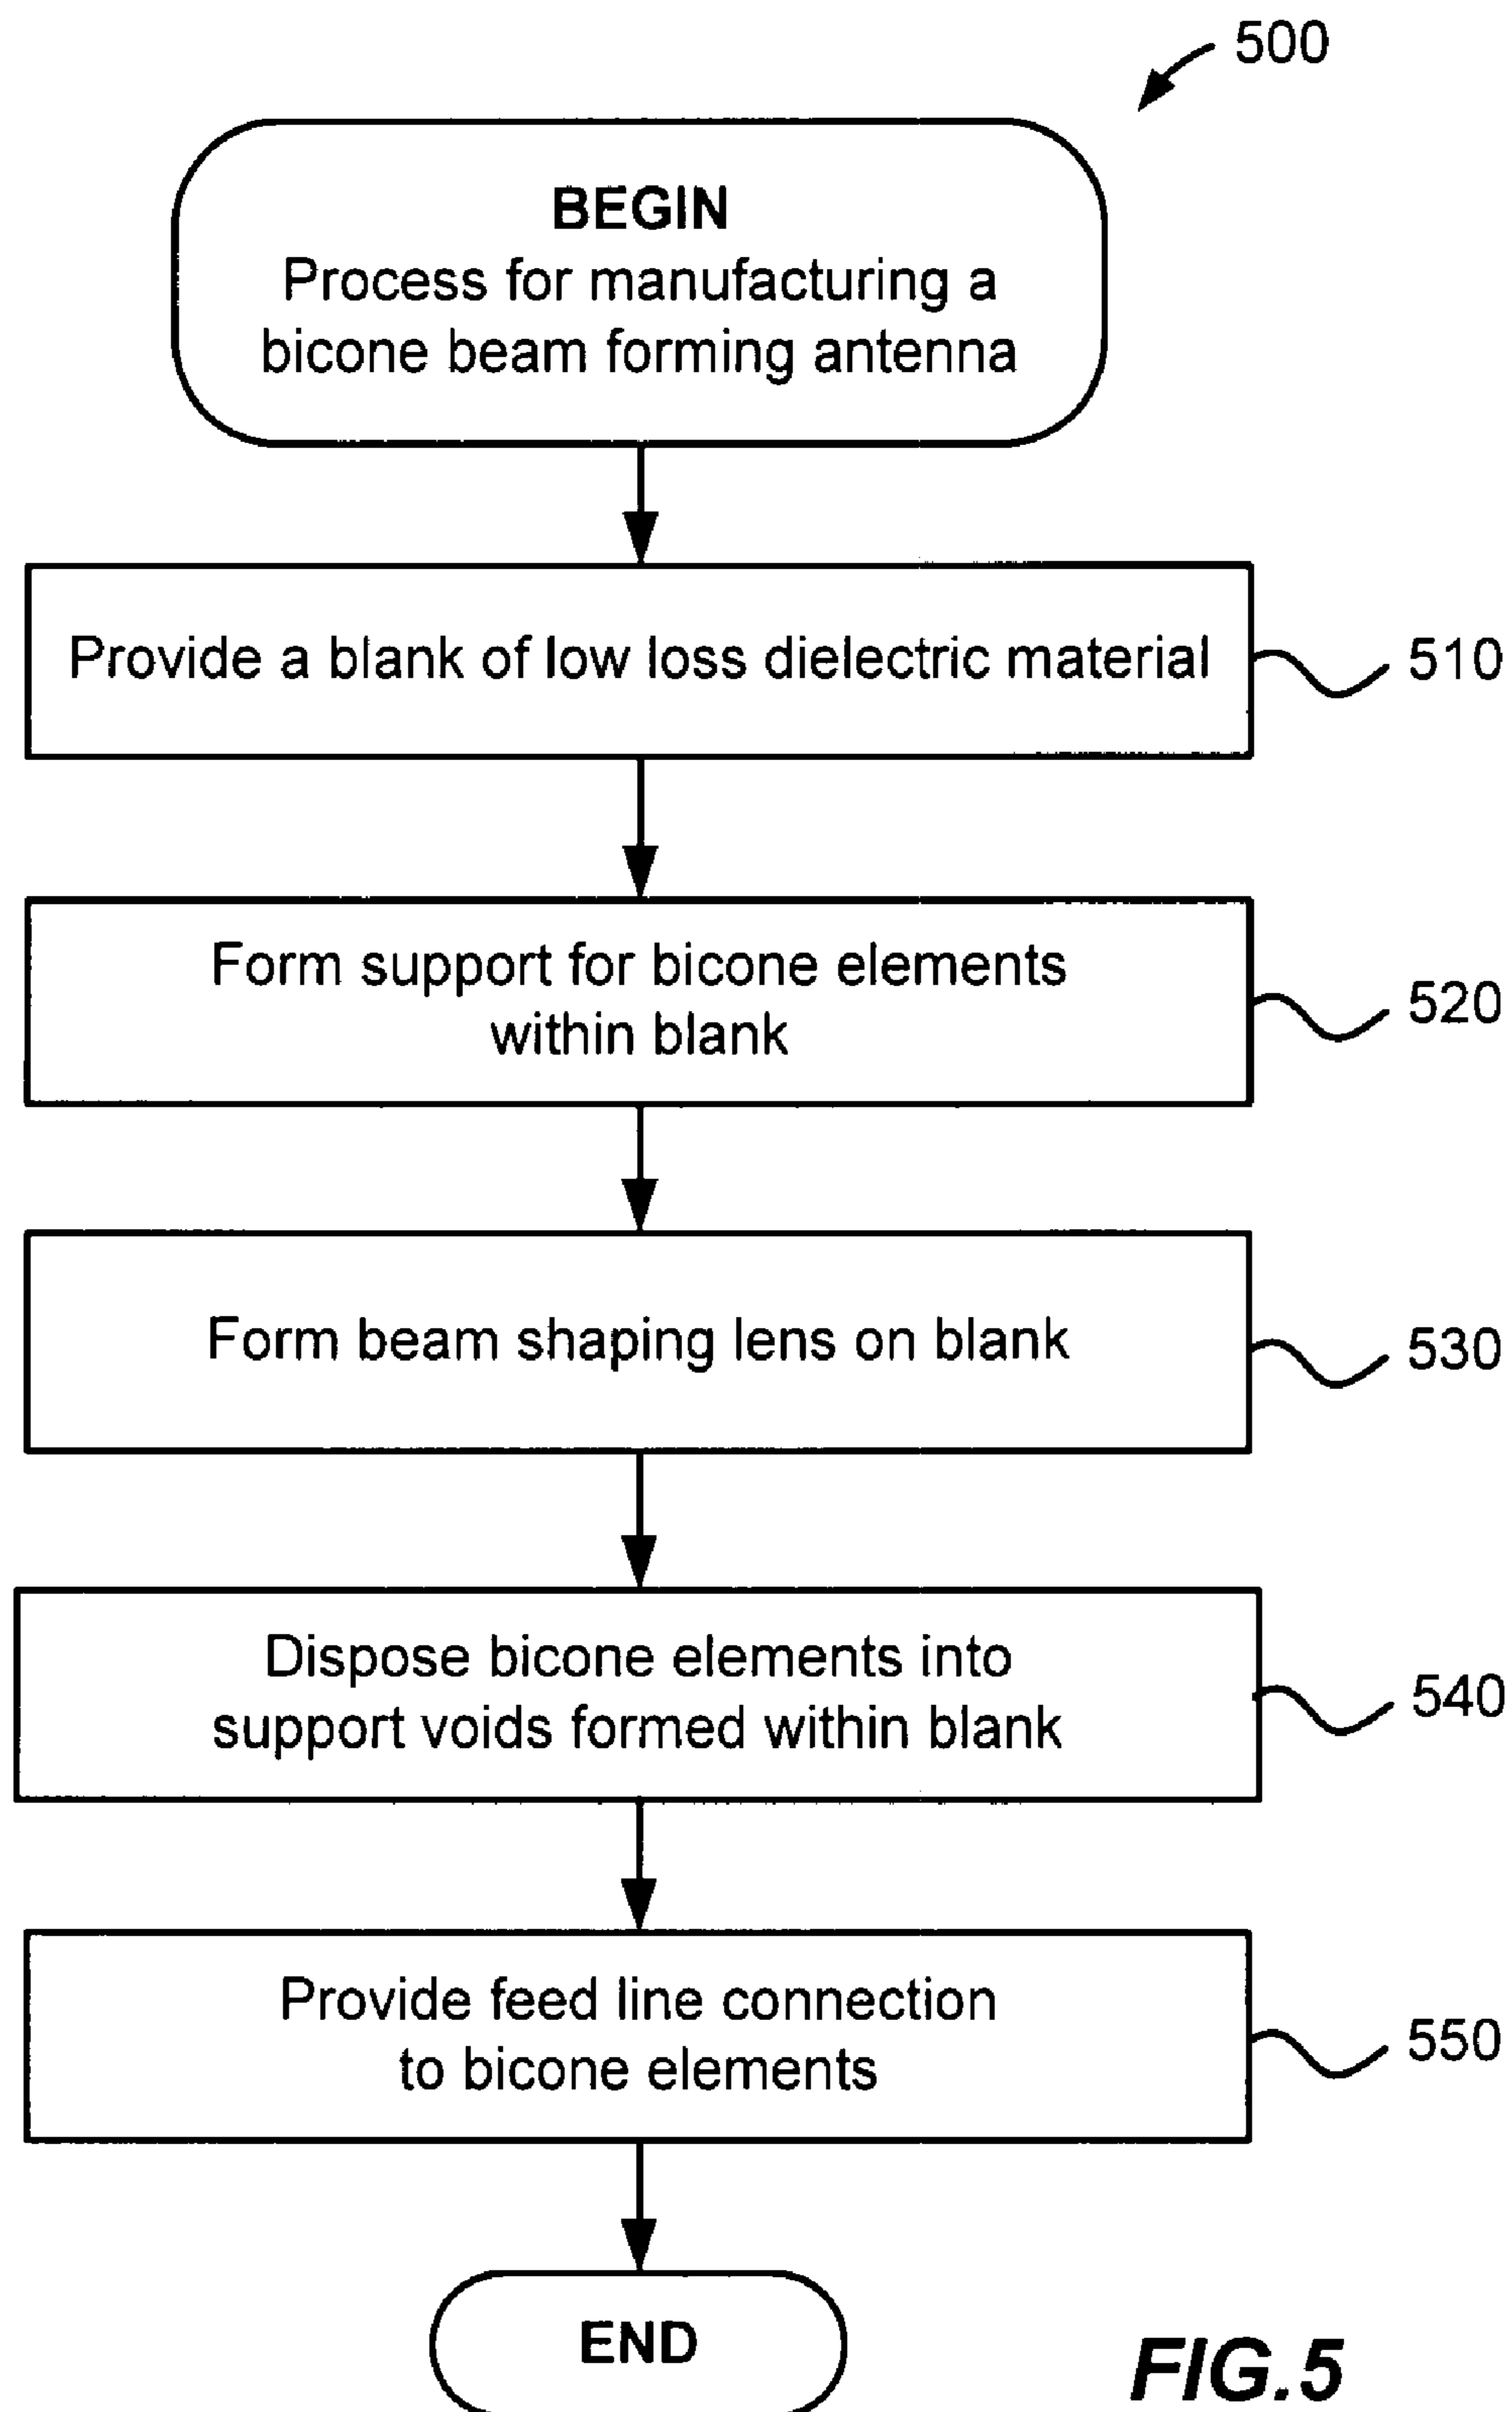 500
BEGIN
Process for manufacturing a
bicone beam forming antenna
Provide a blank of low loss dielectric material
510
Form support for bicone elements
within blank
520
Form beam shaping lens on blank
530
Dispose bicone elements into
support voids formed within blank
540
Provide feed line connection
to bicone elements
550
END
FIG.5